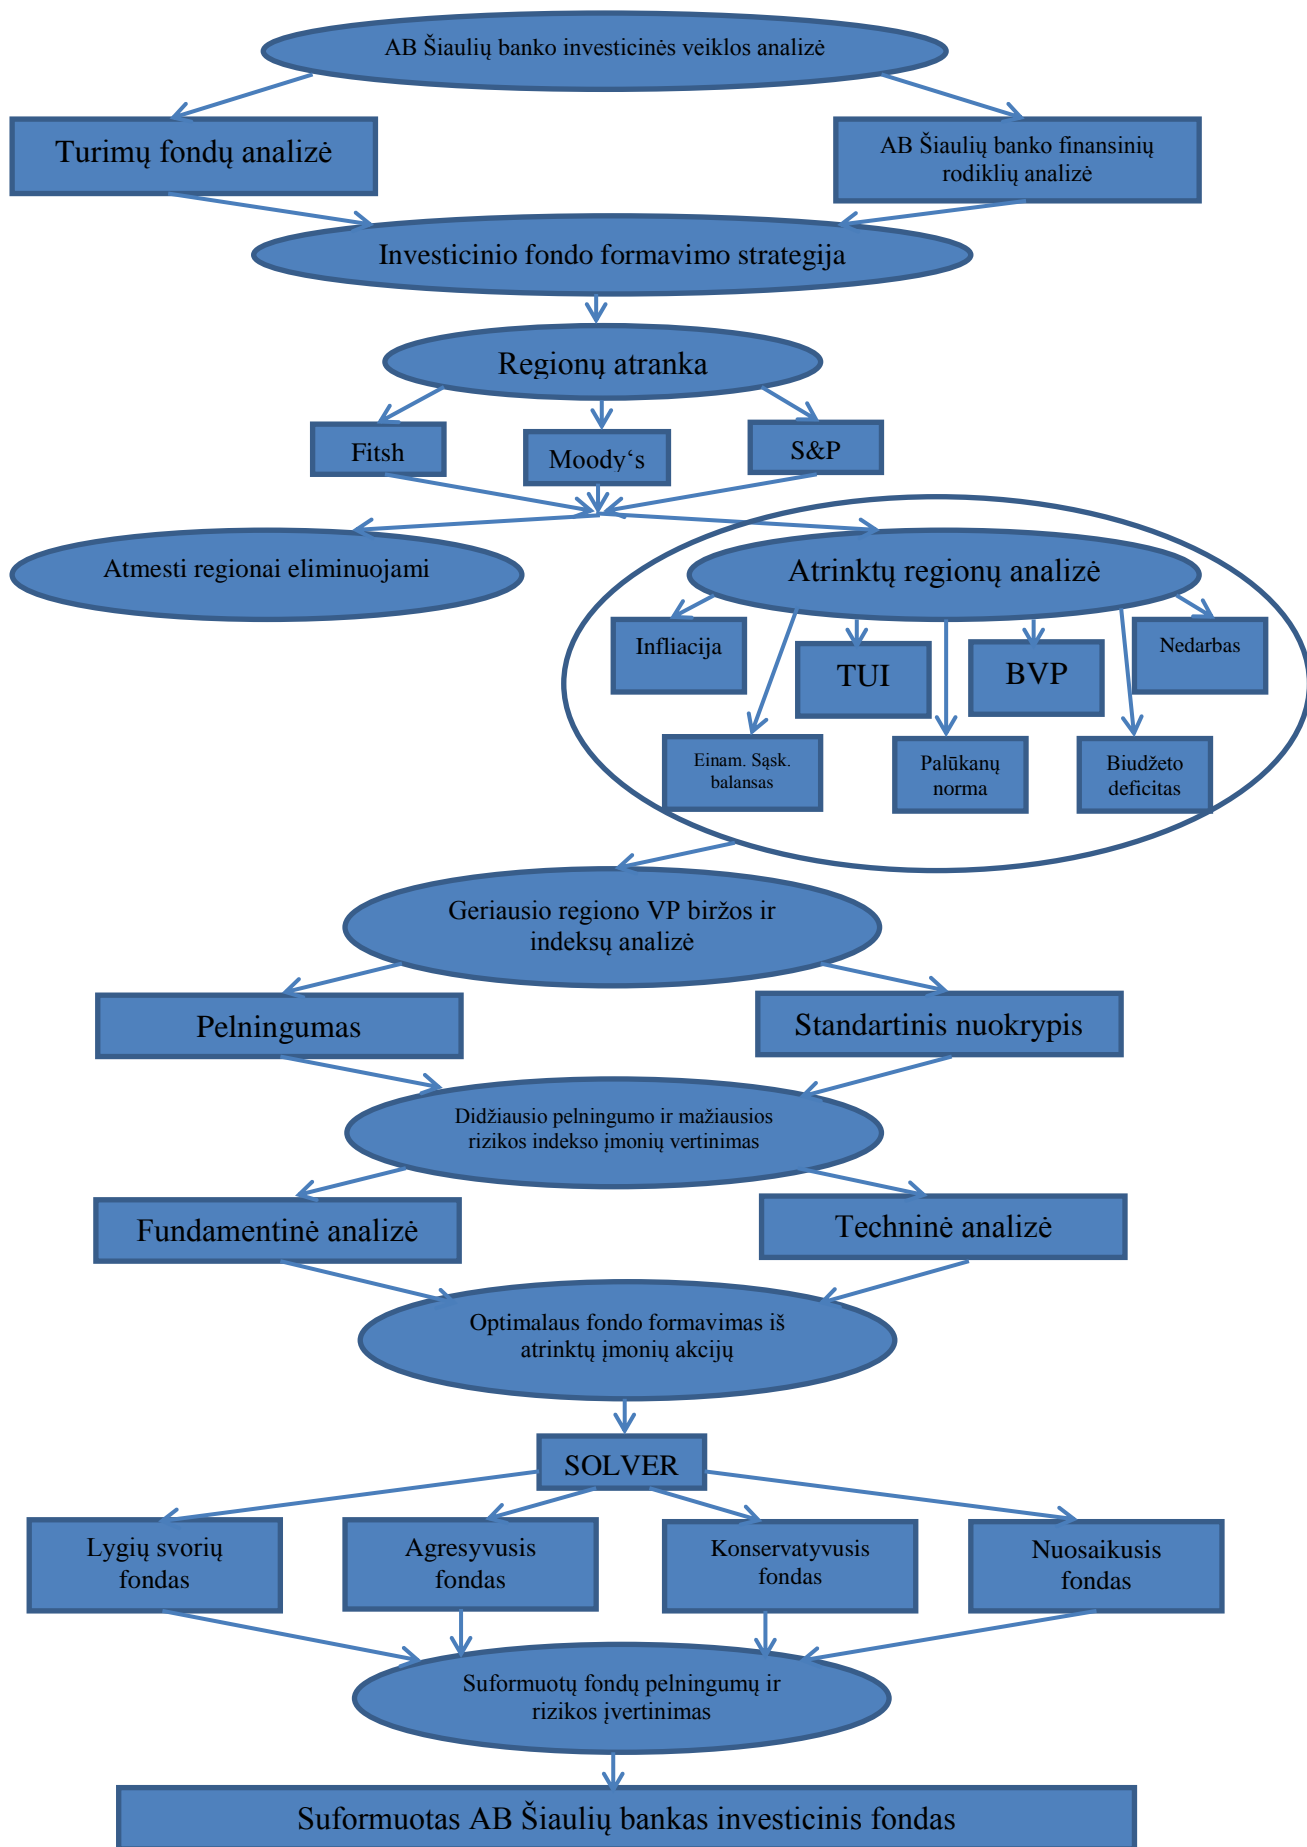 AB Šiaulių banko investicinės veiklos analizė
Turimų fondų analizė
AB Šiaulių banko finansinių
rodiklių analizė
Investicinio fondo formavimo strategija
Regionų atranka
Fitsh
Moody‘s
S&P
Atmesti regionai eliminuojami
Atrinktų regionų analizė
Infliacija
TUI
BVP
Nedarbas
Einam. Sąsk.
balansas
Palūkanų
norma
Biudžeto
deficitas
Geriausio regiono VP biržos ir
indeksų analizė
Pelningumas
Standartinis nuokrypis
Didžiausio pelningumo ir mažiausios
rizikos indekso įmonių vertinimas
Fundamentinė analizė
Techninė analizė
Optimalaus fondo formavimas iš
atrinktų įmonių akcijų
SOLVER
Lygių svorių
fondas
Agresyvusis
fondas
Konservatyvusis
fondas
Nuosaikusis
fondas
Suformuotų fondų pelningumų ir
rizikos įvertinimas
Suformuotas AB Šiaulių bankas investicinis fondas